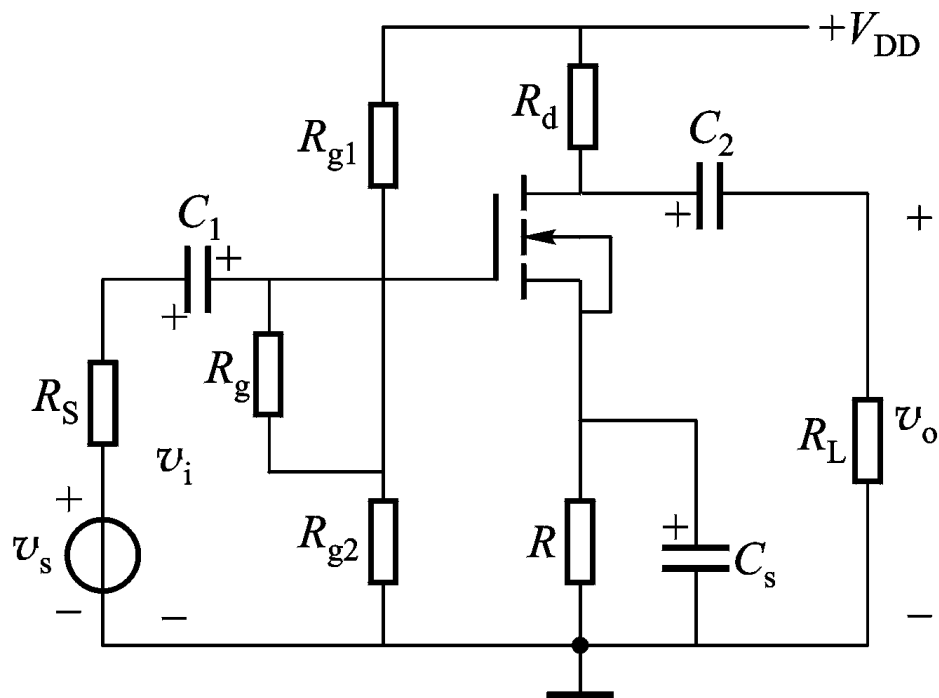 +V_DD
R_d
C_2
R_g1
C_1
+
+
+
+
R_g
R_S
v_i
R_L
v_o
+
v_s
R_g2
R
+
C_s
−
−
−